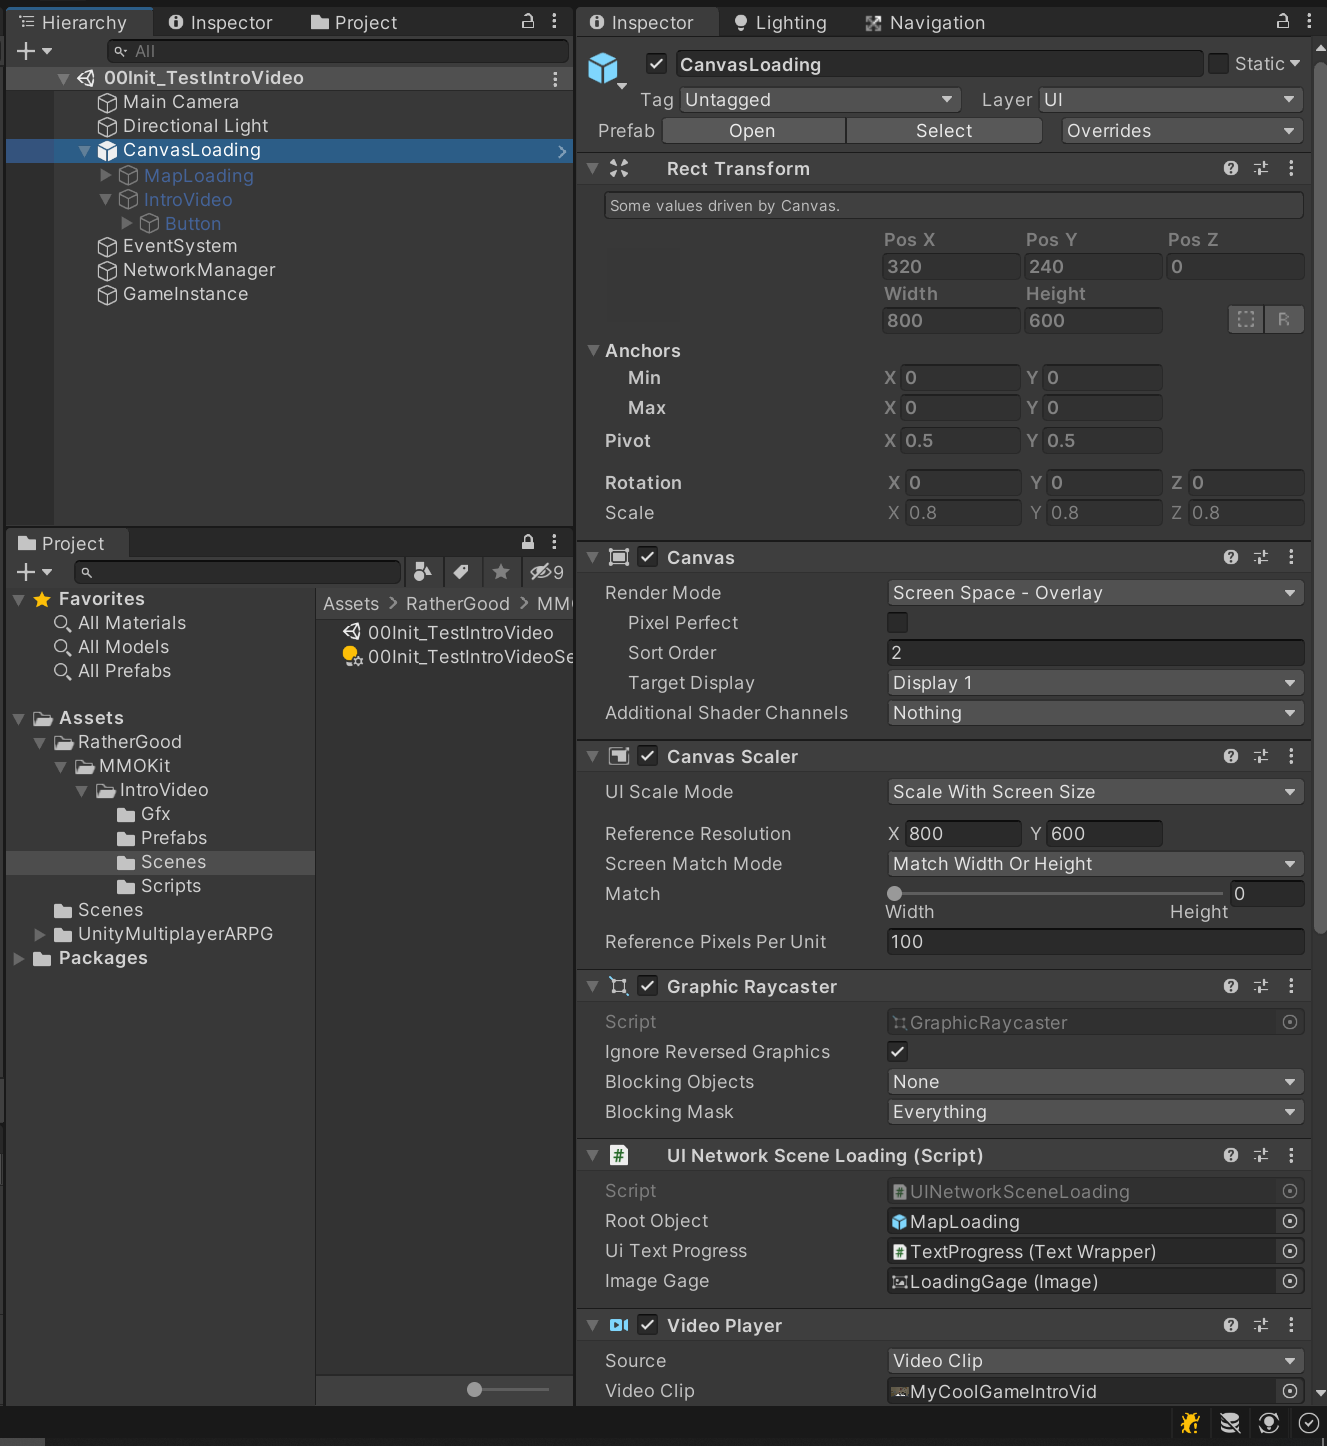 Hierarchy
Inspector
Project
All
00Init_TestIntroVideo
Main Camera
Directional Light
CanvasLoading
MapLoading
IntroVideo
Button
EventSystem
NetworkManager
GameInstance
Project
9
Favorites
All Materials
All Models
All Prefabs
Assets
RatherGood
MMOKit
IntroVideo
Gfx
Prefabs
Scenes
Scripts
Scenes
UnityMultiplayerARPG
Packages
Assets > RatherGood > MMO
00Init_TestIntroVideo
00Init_TestIntroVideoSe
Inspector
Lighting
Navigation
CanvasLoading
Static
Tag Untagged Layer UI
Prefab Open Select Overrides
Rect Transform
Some values driven by Canvas.
Pos X Pos Y Pos Z
320 240 0
Width Height
800 600 R
Anchors
Min X 0 Y 0
Max X 0 Y 0
Pivot X 0.5 Y 0.5
Rotation X 0 Y 0 Z 0
Scale X 0.8 Y 0.8 Z 0.8
Canvas
Render Mode Screen Space - Overlay
Pixel Perfect
Sort Order 2
Target Display Display 1
Additional Shader Channels Nothing
Canvas Scaler
UI Scale Mode Scale With Screen Size
Reference Resolution X 800 Y 600
Screen Match Mode Match Width Or Height
Match 0
Width Height
Reference Pixels Per Unit 100
Graphic Raycaster
Script GraphicRaycaster
Ignore Reversed Graphics
Blocking Objects None
Blocking Mask Everything
# UI Network Scene Loading (Script)
Script # UINetworkSceneLoading
Root Object MapLoading
Ui Text Progress # TextProgress (Text Wrapper)
Image Gage LoadingGage (Image)
Video Player
Source Video Clip
Video Clip MyCoolGameIntroVid